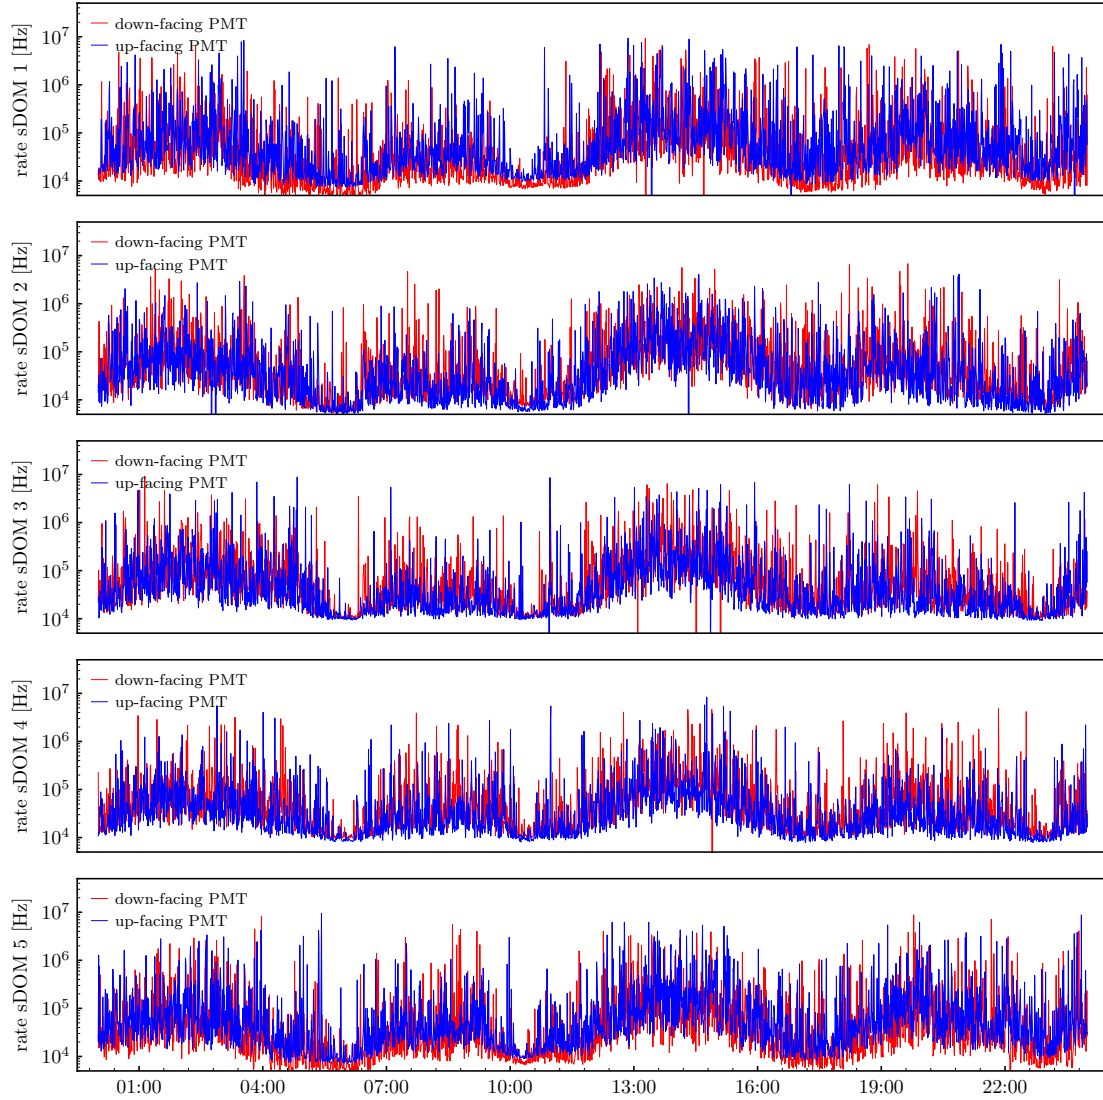 rate sDOM 1 [Hz]
10^7
10^6
10^5
10^4
down-facing PMT
up-facing PMT
rate sDOM 2 [Hz]
10^7
10^6
10^5
10^4
down-facing PMT
up-facing PMT
rate sDOM 3 [Hz]
10^7
10^6
10^5
10^4
down-facing PMT
up-facing PMT
rate sDOM 4 [Hz]
10^7
10^6
10^5
10^4
down-facing PMT
up-facing PMT
rate sDOM 5 [Hz]
10^7
10^6
10^5
10^4
down-facing PMT
up-facing PMT
01:00 04:00 07:00 10:00 13:00 16:00 19:00 22:00